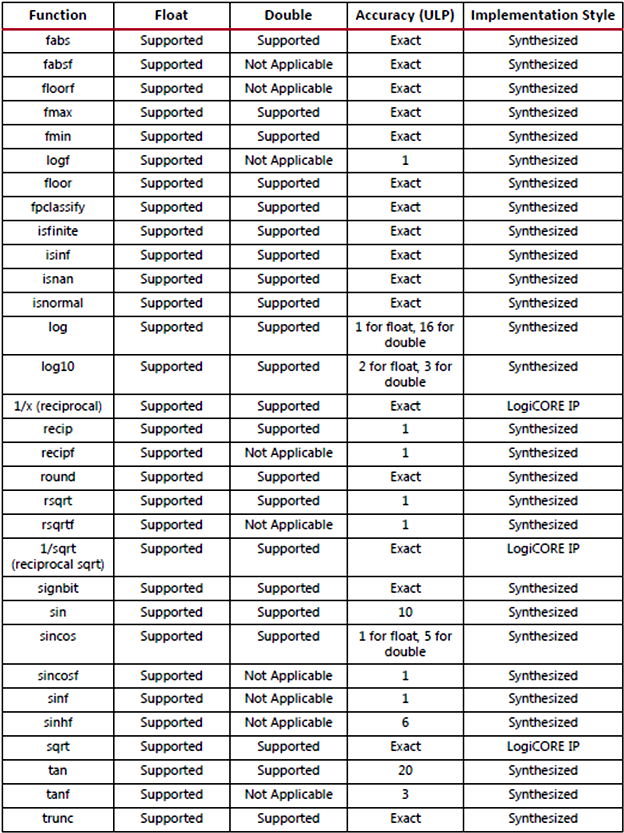 Function Float Double Accuracy (ULP) Implementation Style
fabs Supported Supported Exact Synthesized
fabsf Supported Not Applicable Exact Synthesized
floorf Supported Not Applicable Exact Synthesized
fmax Supported Supported Exact Synthesized
fmin Supported Supported Exact Synthesized
logf Supported Not Applicable 1 Synthesized
floor Supported Supported Exact Synthesized
fpclassify Supported Supported Exact Synthesized
isfinite Supported Supported Exact Synthesized
isinf Supported Supported Exact Synthesized
isnan Supported Supported Exact Synthesized
isnormal Supported Supported Exact Synthesized
log Supported Supported 1 for float, 16 for Synthesized
double
log10 Supported Supported 2 for float, 3 for Synthesized
double
1/x (reciprocal) Supported Supported Exact LogiCORE IP
recip Supported Supported 1 Synthesized
recipf Supported Not Applicable 1 Synthesized
round Supported Supported Exact Synthesized
rsqrt Supported Supported 1 Synthesized
rsqrtf Supported Not Applicable 1 Synthesized
1/sqrt Supported Supported Exact LogiCORE IP
(reciprocal sqrt)
signbit Supported Supported Exact Synthesized
sin Supported Supported 10 Synthesized
sincos Supported Supported 1 for float, 5 for Synthesized
double
sincosf Supported Not Applicable 1 Synthesized
sinf Supported Not Applicable 1 Synthesized
sinhf Supported Not Applicable 6 Synthesized
sqrt Supported Supported Exact LogiCORE IP
tan Supported Supported 20 Synthesized
tanf Supported Not Applicable 3 Synthesized
trunc Supported Supported Exact Synthesized